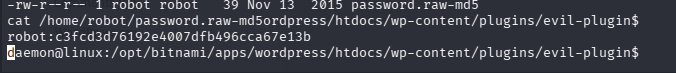 -rw-r--r-- 1 robot robot   39 Nov 13  2015 password.raw-md5
cat /home/robot/password.raw-md5ordpress/htdocs/wp-content/plugins/evil-plugin$
robot:c3fcd3d76192e4007dfb496cca67e13b
daemon@linux:/opt/bitnami/apps/wordpress/htdocs/wp-content/plugins/evil-plugin$